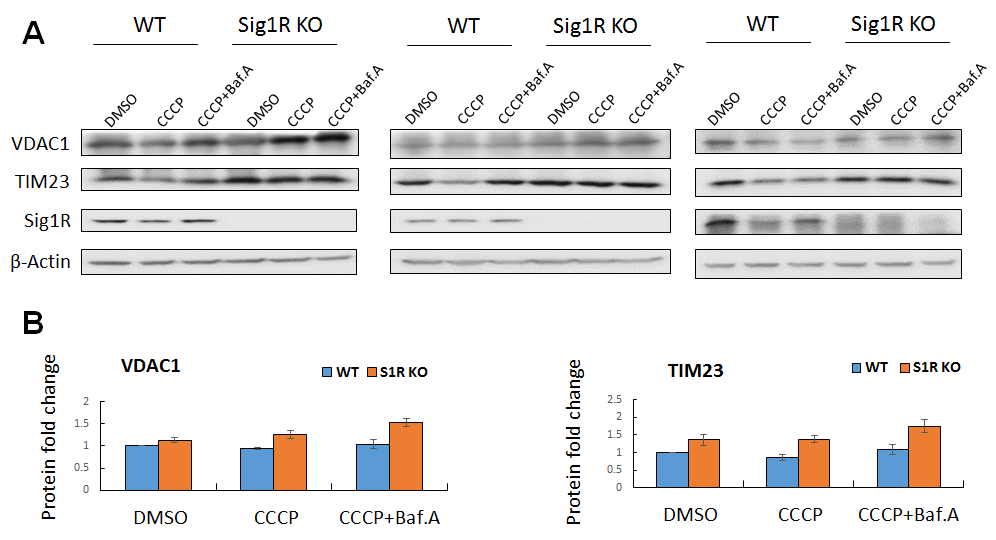 A
WT
Sig1R KO
WT
Sig1R KO
WT
Sig1R KO
DMSO
CCCP
CCCP+Baf.A
DMSO
CCCP
CCCP+Baf.A
DMSO
CCCP
CCCP+Baf.A
DMSO
CCCP
CCCP+Baf.A
DMSO
CCCP
CCCP+Baf.A
DMSO
CCCP
CCCP+Baf.A
VDAC1
TIM23
Sig1R
β-Actin
B
Protein fold change
VDAC1
WT
S1R KO
2
1.5
1
0.5
0
DMSO
CCCP
CCCP+Baf.A
Protein fold change
TIM23
WT
S1R KO
2.5
2
1.5
1
0.5
0
DMSO
CCCP
CCCP+Baf.A